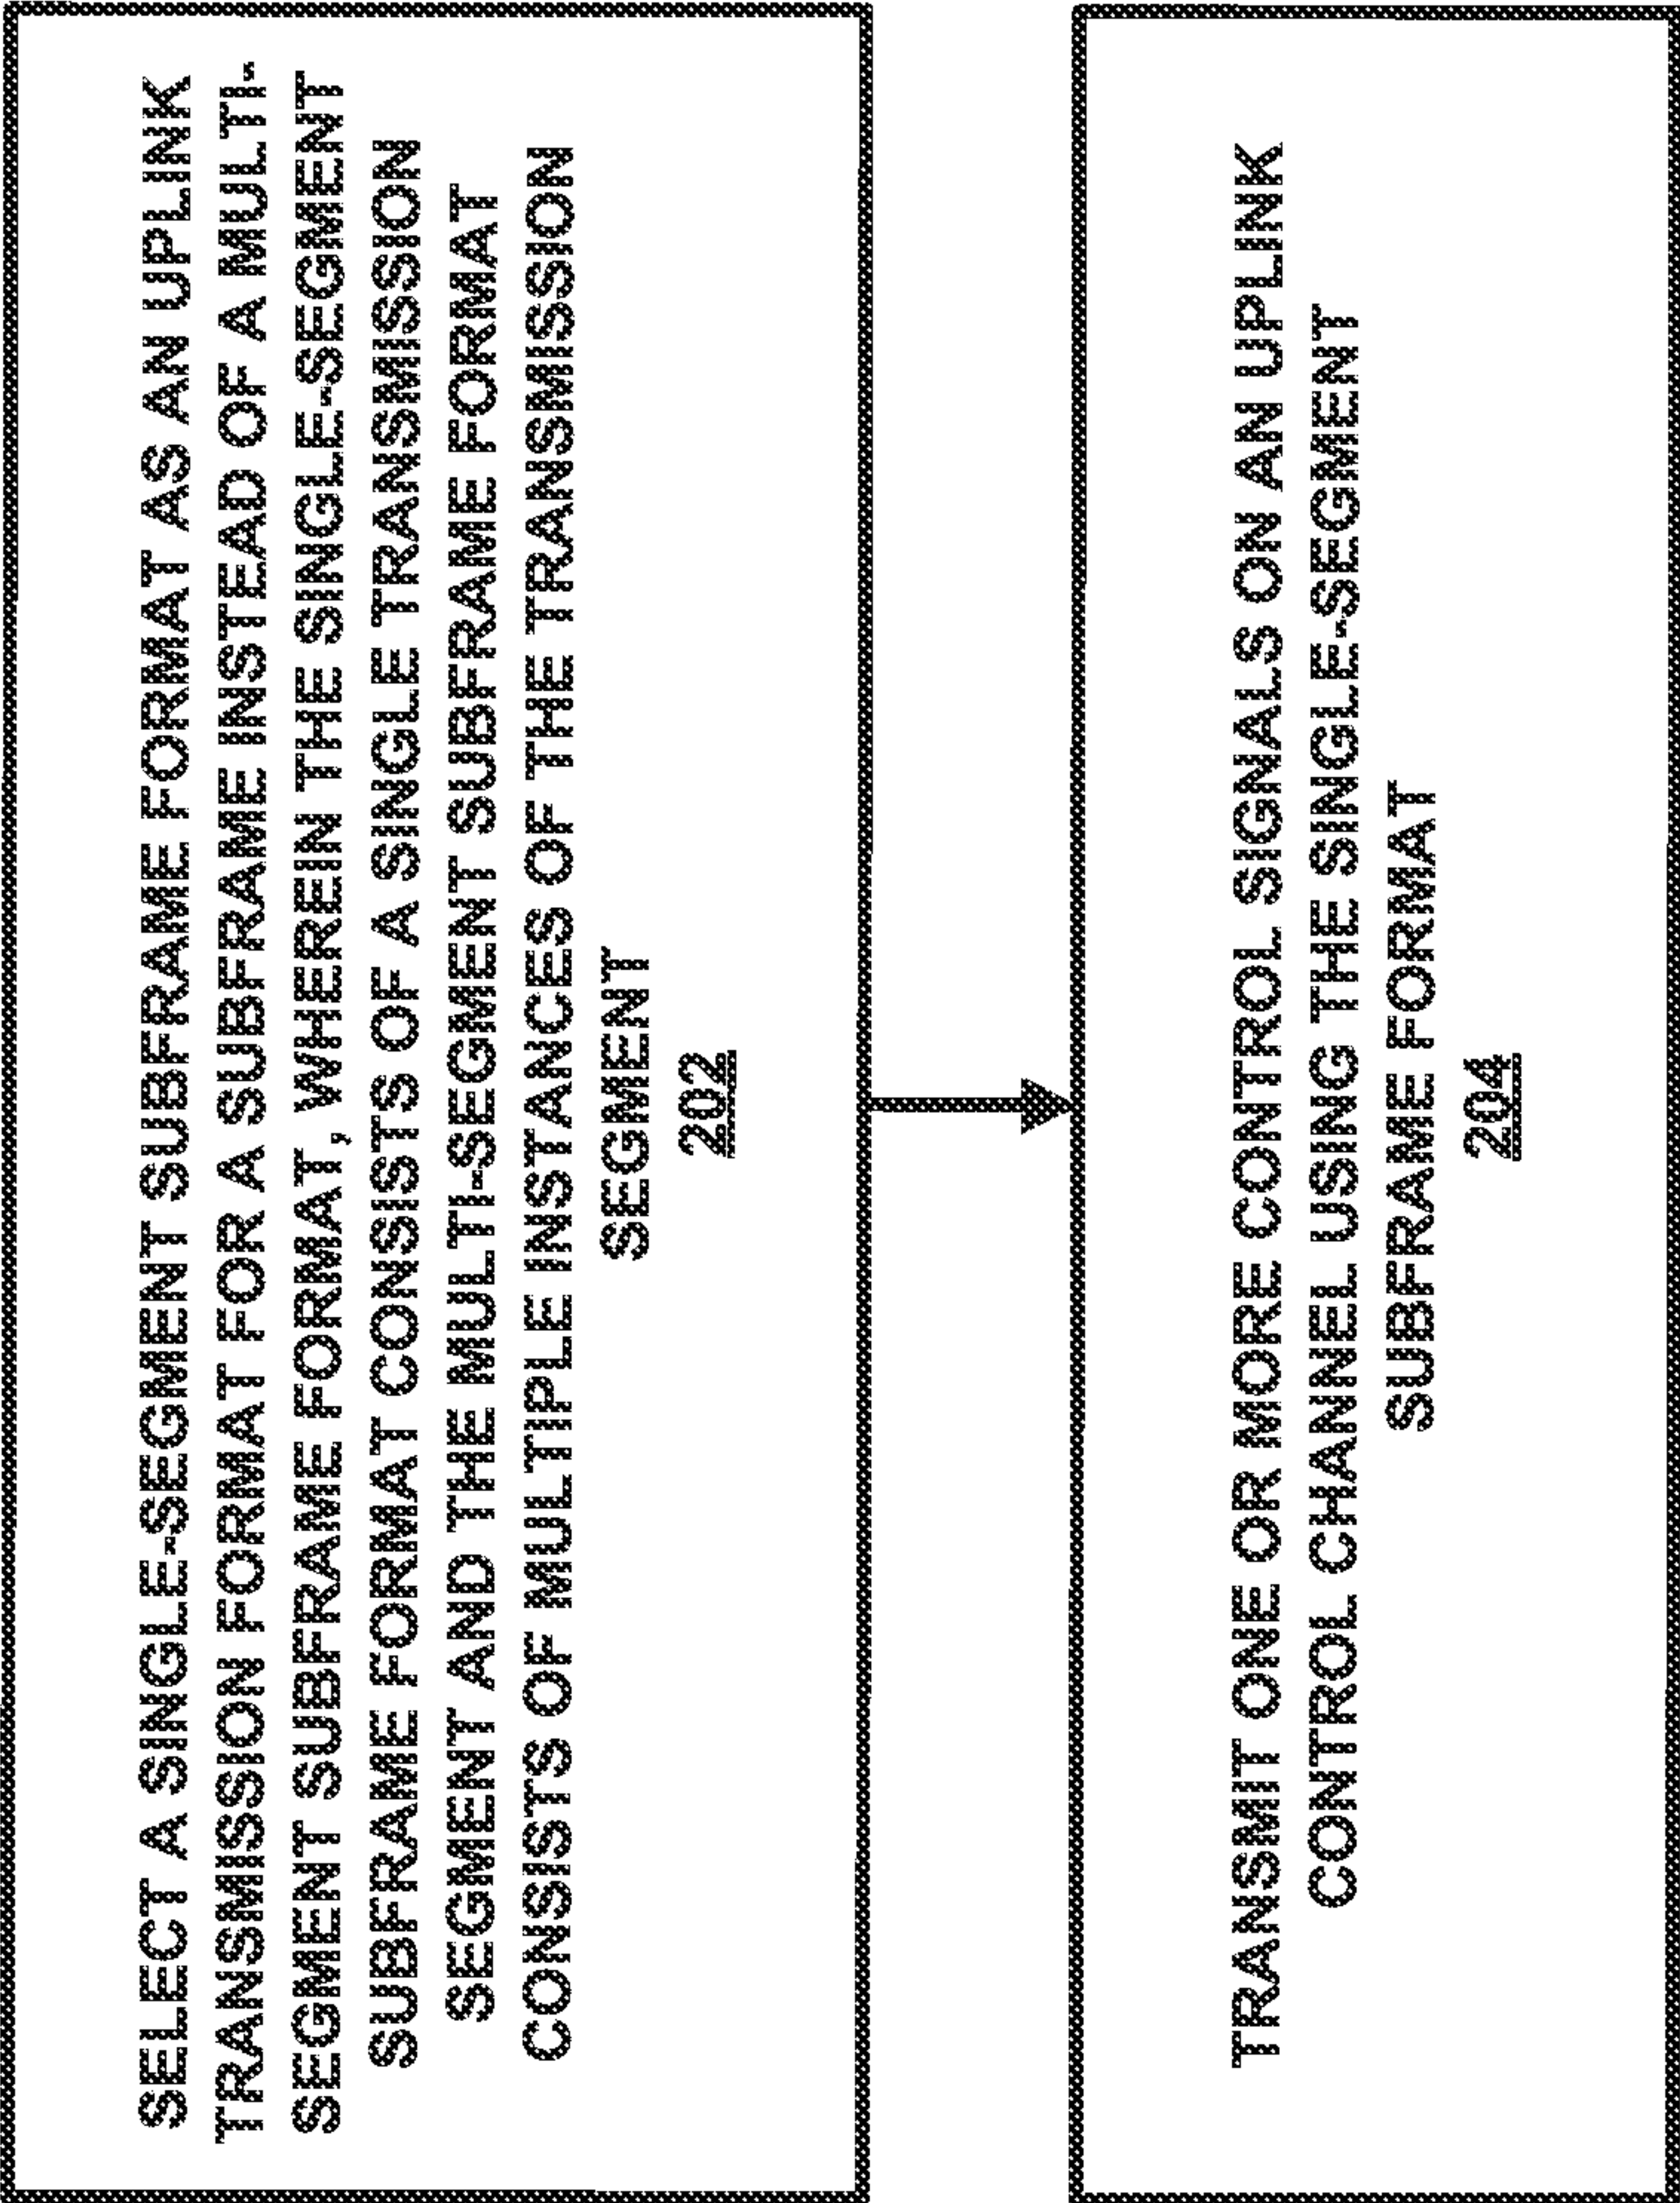 SELECT A SINGLE-SEGMENT SUBFRAME FORMAT AS AN UPLINK
TRANSMISSION FORMAT FOR A SUBFRAME INSTEAD OF A MULTI-
SEGMENT SUBFRAME FORMAT, WHEREIN THE SINGLE-SEGMENT
SUBFRAME FORMAT CONSISTS OF A SINGLE TRANSMISSION
SEGMENT AND THE MULTI-SEGMENT SUBFRAME FORMAT
CONSISTS OF MULTIPLE INSTANCES OF THE TRANSMISSION
SEGMENT
202
TRANSMIT ONE OR MORE CONTROL SIGNALS ON AN UPLINK
CONTROL CHANNEL USING THE SINGLE-SEGMENT
SUBFRAME FORMAT
204